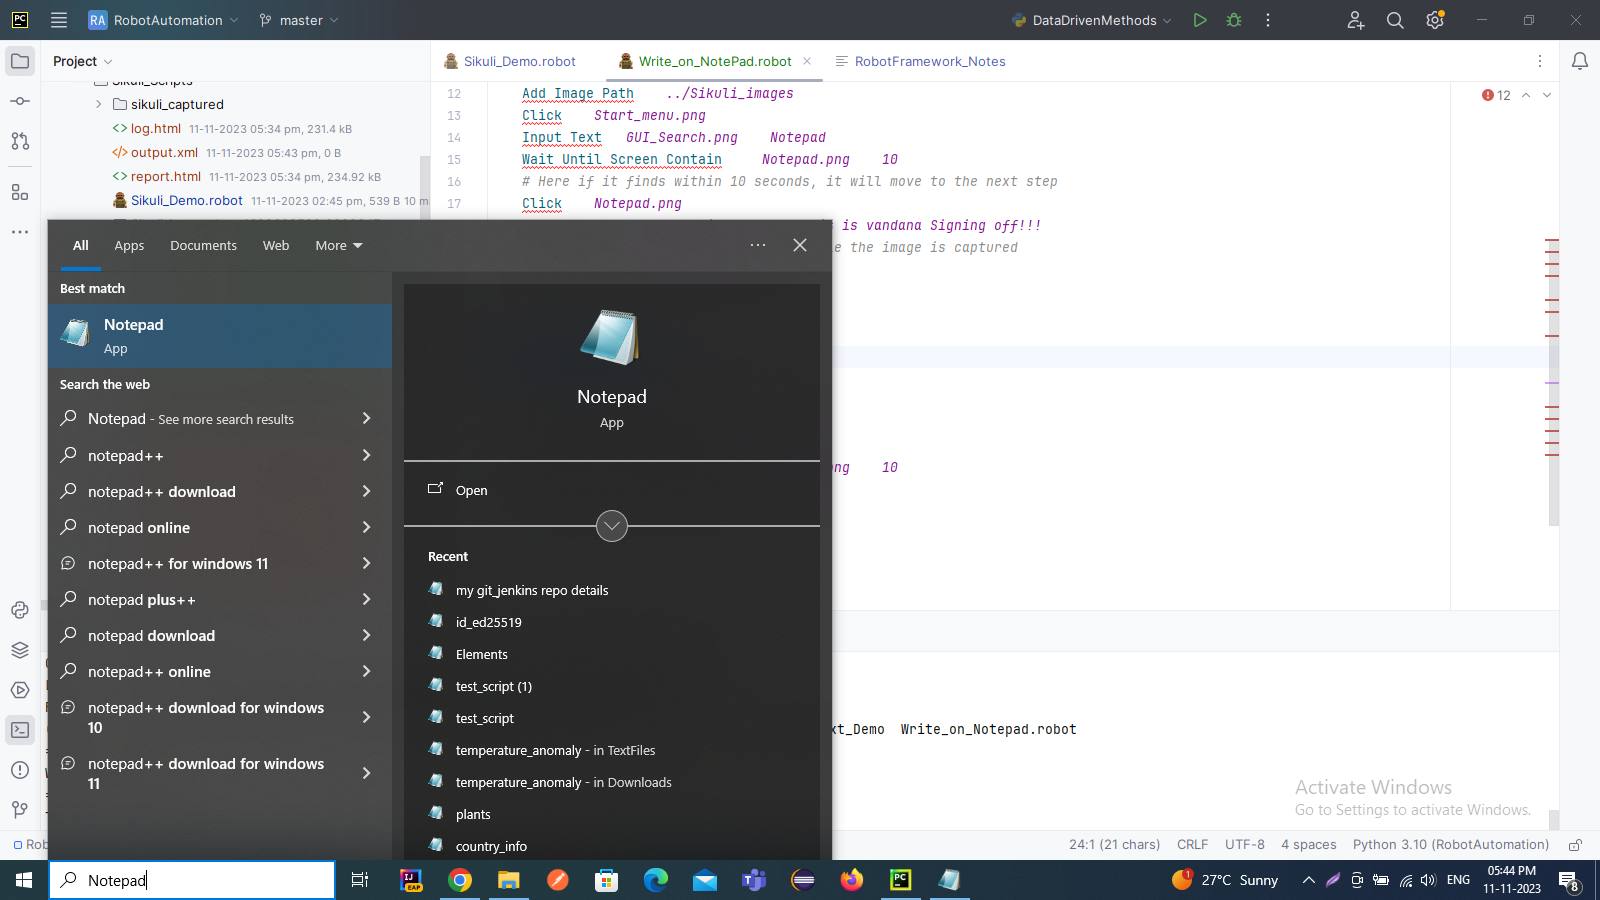 PC RA RobotAutomation master DataDrivenMethods
Project
Sikuli_Demo.robot Write_on_NotePad.robot RobotFramework_Notes
Sikuli_Scripts
sikuli_captured
log.html 11-11-2023 05:34 pm, 231.4 kB
output.xml 11-11-2023 05:43 pm, 0 B
report.html 11-11-2023 05:34 pm, 234.92 kB
Sikuli_Demo.robot 11-11-2023 02:45 pm, 539 B 10 m
12 Add Image Path ../Sikuli_images
13 Click Start_menu.png
14 Input Text GUI_Search.png Notepad
15 Wait Until Screen Contain Notepad.png 10
16 # Here if it finds within 10 seconds, it will move to the next step
17 Click Notepad.png
is vandana Signing off!!!
the image is captured
ng 10
12
All Apps Documents Web More
Best match
Notepad
App
Search the web
Notepad - See more search results
notepad++
notepad++ download
notepad online
notepad++ for windows 11
notepad plus++
notepad download
notepad++ online
notepad++ download for windows
10
notepad++ download for windows
11
Notepad
App
Open
Recent
my git_jenkins repo details
id_ed25519
Elements
test_script (1)
test_script
temperature_anomaly - in TextFiles
temperature_anomaly - in Downloads
plants
country_info
xt_Demo Write_on_Notepad.robot
Activate Windows
Go to Settings to activate Windows.
Rob
24:1 (21 chars) CRLF UTF-8 4 spaces Python 3.10 (RobotAutomation)
Notepad
IJ EAP
PC
1
27°C Sunny
ENG
05:44 PM
11-11-2023
8